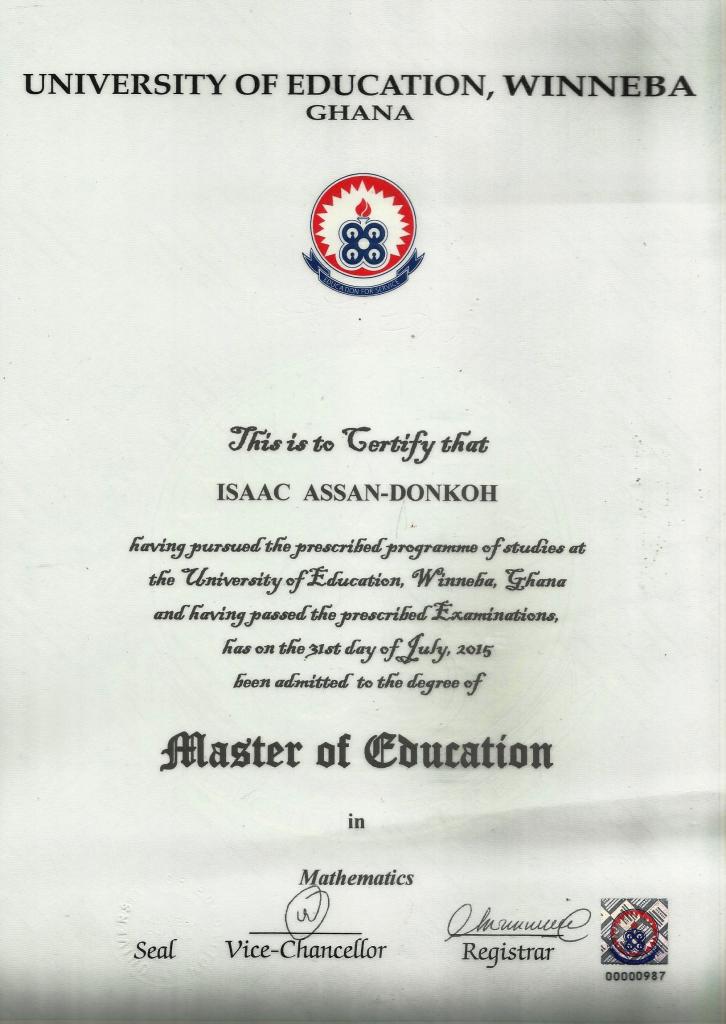 UNIVERSITY OF EDUCATION, WINNEBA
GHANA
EDUCATION FOR SERVICE
This is to Certify that
ISAAC ASSAN-DONKOH
having pursued the prescribed programme of studies at
the University of Education, Winneba, Ghana
and having passed the prescribed Examinations,
has on the 31st day of July, 2015
been admitted to the degree of
Master of Education
in
Mathematics
Seal Vice-Chancellor Registrar
00000987